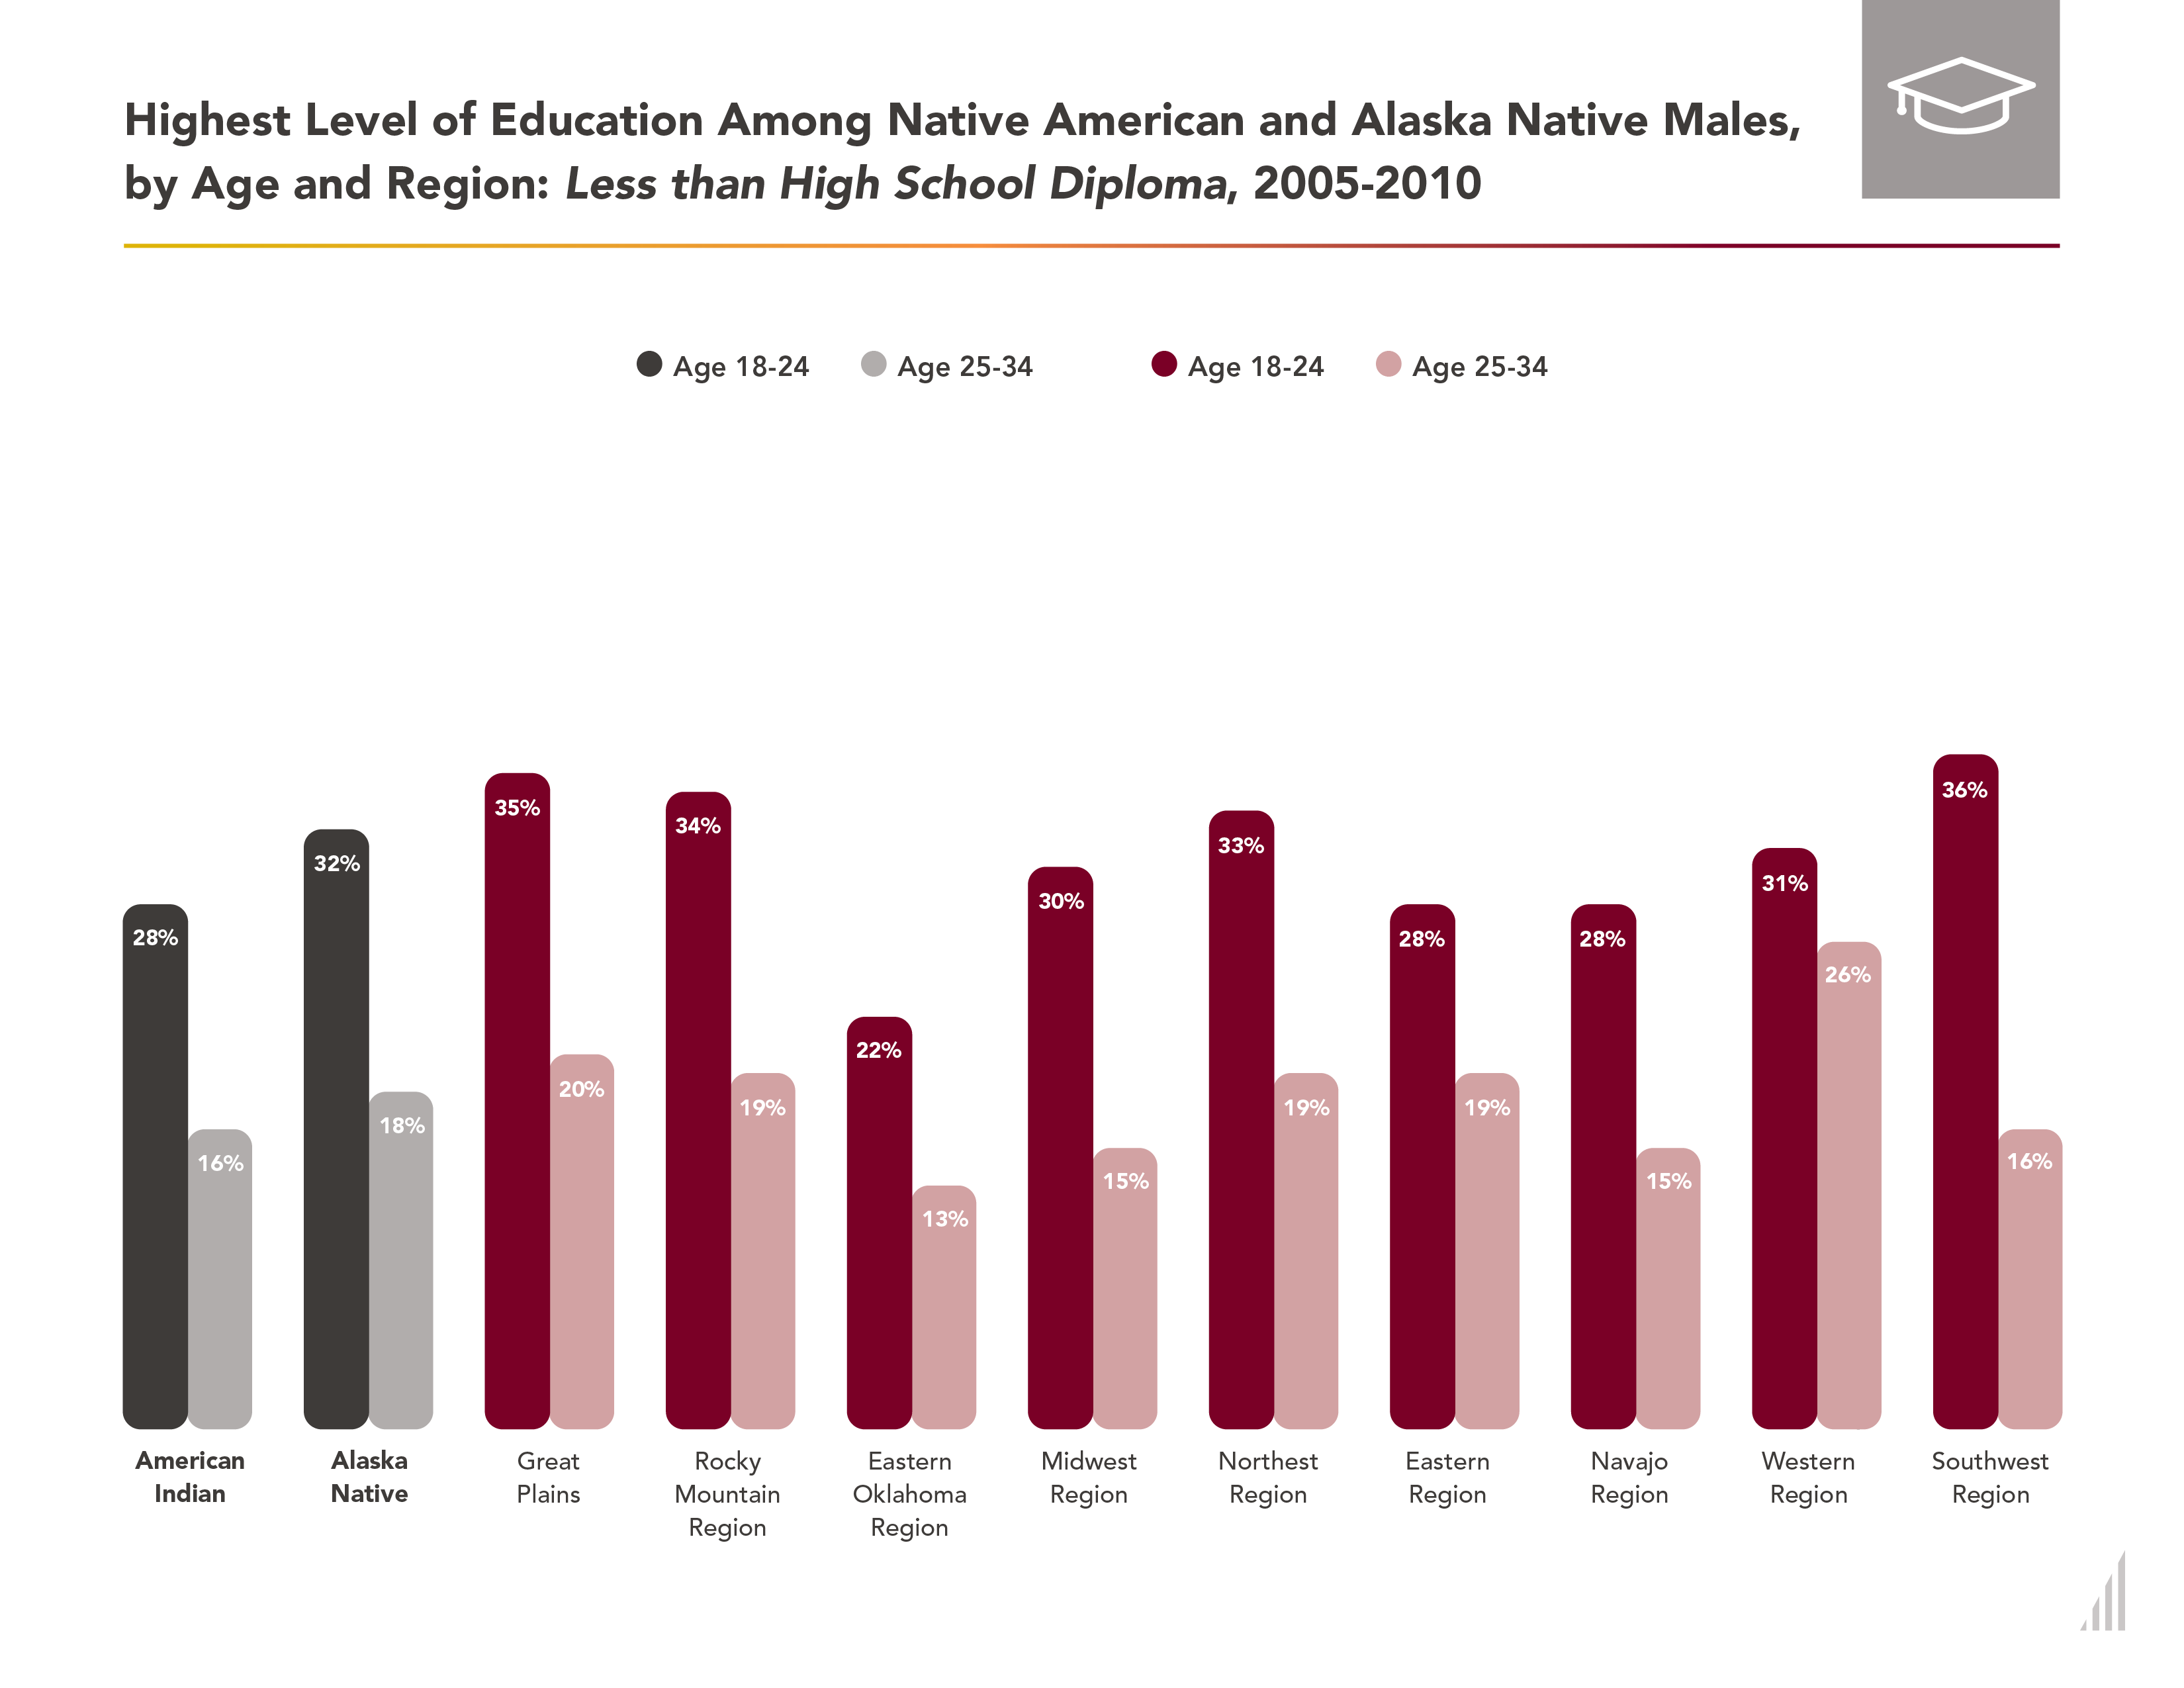 Highest Level of Education Among Native American and Alaska Native Males,
by Age and Region: Less than High School Diploma, 2005-2010
Age 18-24 Age 25-34 Age 18-24 Age 25-34
28% 16%
32% 18%
35% 20%
34% 19%
22% 13%
30% 15%
33% 19%
28% 19%
28% 15%
31% 26%
36% 16%
American
Indian
Alaska
Native
Great
Plains
Rocky
Mountain
Region
Eastern
Oklahoma
Region
Midwest
Region
Northest
Region
Eastern
Region
Navajo
Region
Western
Region
Southwest
Region